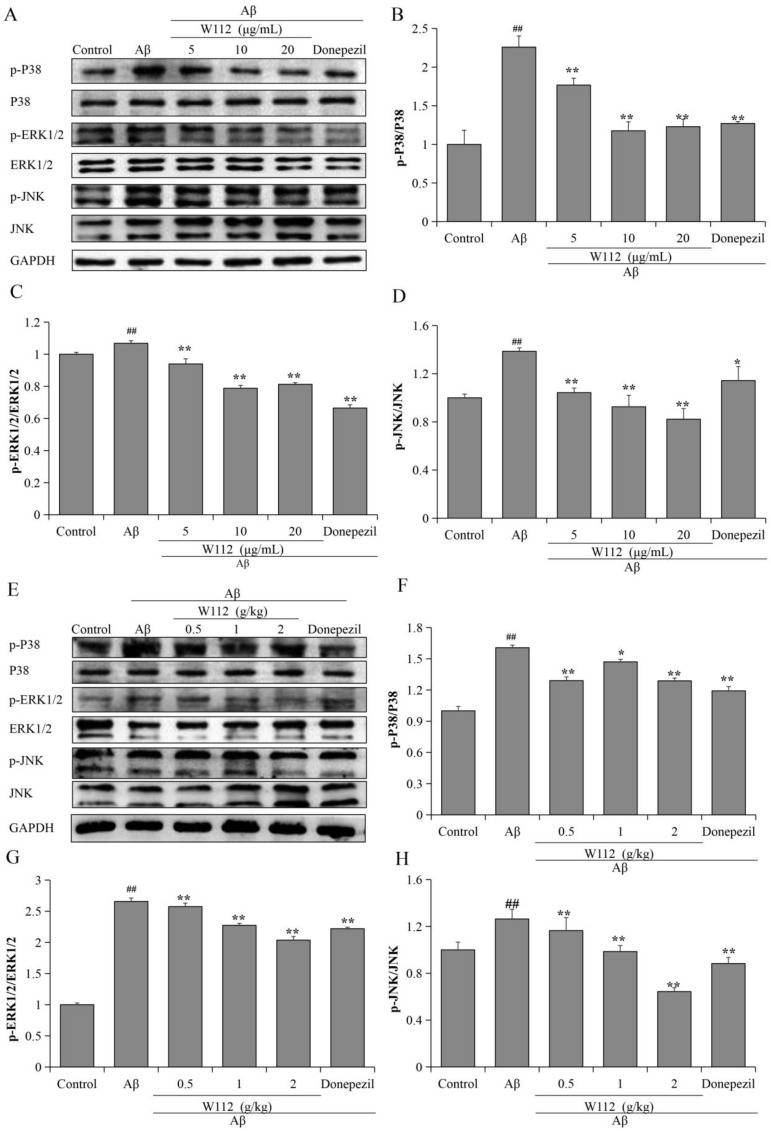 A
Aβ
W112 (μg/mL)
Control Aβ 5 10 20 Donepezil
p-P38
P38
p-ERK1/2
ERK1/2
p-JNK
JNK
GAPDH
B
p-P38/P38
2.5
2
1.5
1
2.5
0
##
**
**
**
**
Control Aβ 5 10 20 Donepezil
W112 (μg/mL)
Aβ
C
p-ERK1/2/ERK1/2
1.2
1
0.8
0.6
0.4
0.2
0
##
**
**
**
**
Control Aβ 5 10 20 Donepezil
W112 (μg/mL)
Aβ
D
p-JNK/JNK
1.6
1.2
0.8
0.4
0
##
**
**
**
*
Control Aβ 5 10 20 Donepezil
W112 (μg/mL)
Aβ
E
Aβ
W112 (g/kg)
Control Aβ 0.5 1 2 Donepezil
p-P38
P38
p-ERK1/2
ERK1/2
p-JNK
JNK
GAPDH
F
p-P38/P38
1.8
1.5
1.2
0.9
0.6
0.3
0
##
**
*
**
**
Control Aβ 0.5 1 2 Donepezil
W112 (g/kg)
Aβ
G
p-ERK1/2/ERK1/2
3
2.5
2
1.5
1
0.5
0
##
**
**
**
**
Control Aβ 0.5 1 2 Donepezil
W112 (g/kg)
Aβ
H
p-JNK/JNK
1.6
1.2
0.8
0.4
0
##
**
**
**
**
Control Aβ 0.5 1 2 Donepezil
W112 (g/kg)
Aβ